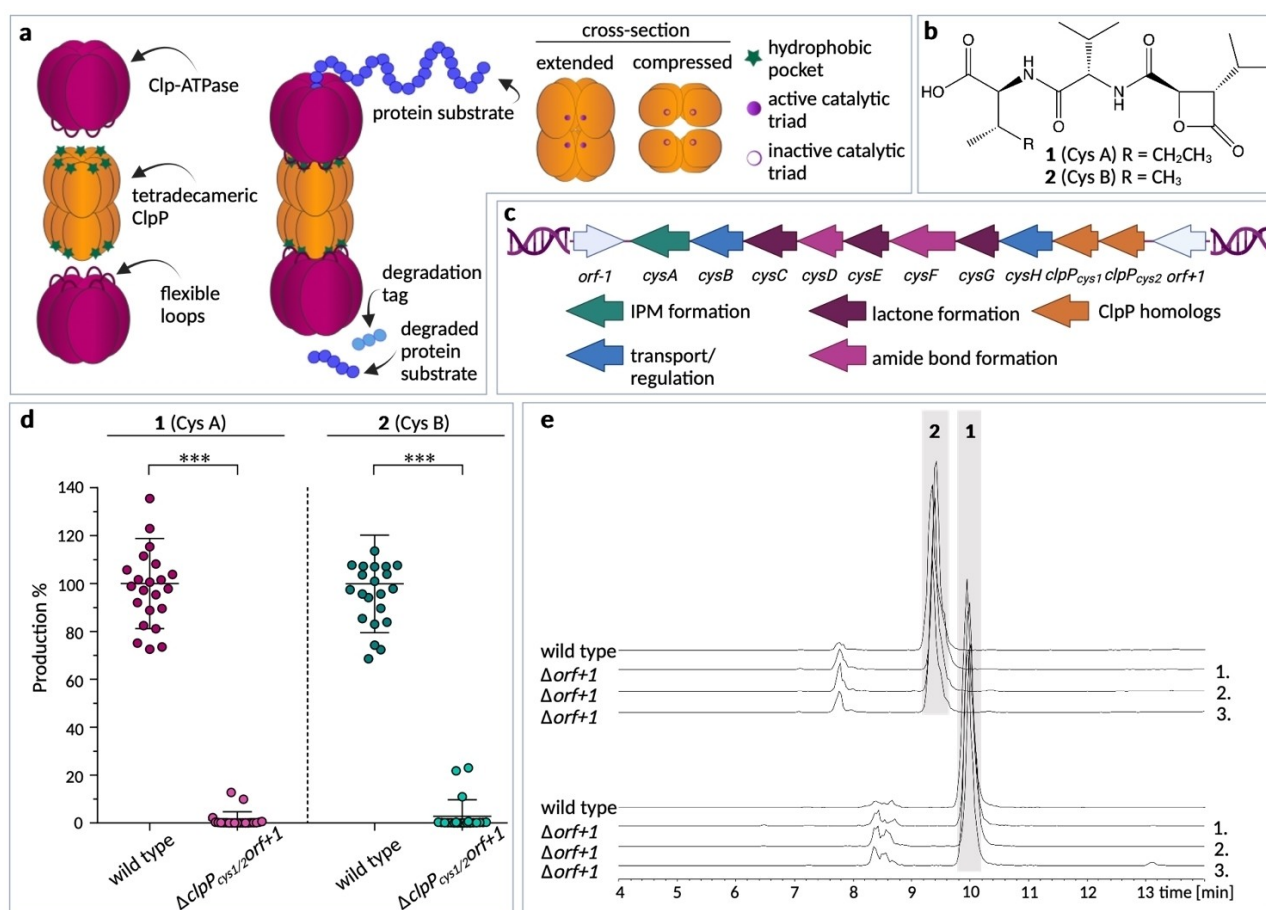 a
Clp-ATPase
tetradecameric
ClpP
flexible
loops
protein substrate
degradation
tag
degraded
protein
substrate
cross-section
extended
compressed
hydrophobic
pocket
active catalytic
triad
inactive catalytic
triad
b
O
HO
H
N
O
N
H
O
O
O
R
1 (Cys A) R = CH₂CH₃
2 (Cys B) R = CH₃
c
orf-1 cysA cysB cysC cysD cysE cysF cysG cysH clpPcys1 clpPcys2 orf+1
IPM formation
lactone formation
ClpP homologs
transport/
regulation
amide bond formation
d
1 (Cys A)
2 (Cys B)
*** ***
Production %
140
120
100
80
60
40
20
0
wild type
ΔclpPcys1/2orf+1
wild type
ΔclpPcys1/2orf+1
e
2 1
wild type
Δorf+1 1.
Δorf+1 2.
Δorf+1 3.
wild type
Δorf+1 1.
Δorf+1 2.
Δorf+1 3.
4 5 6 7 8 9 10 11 12 13 time [min]